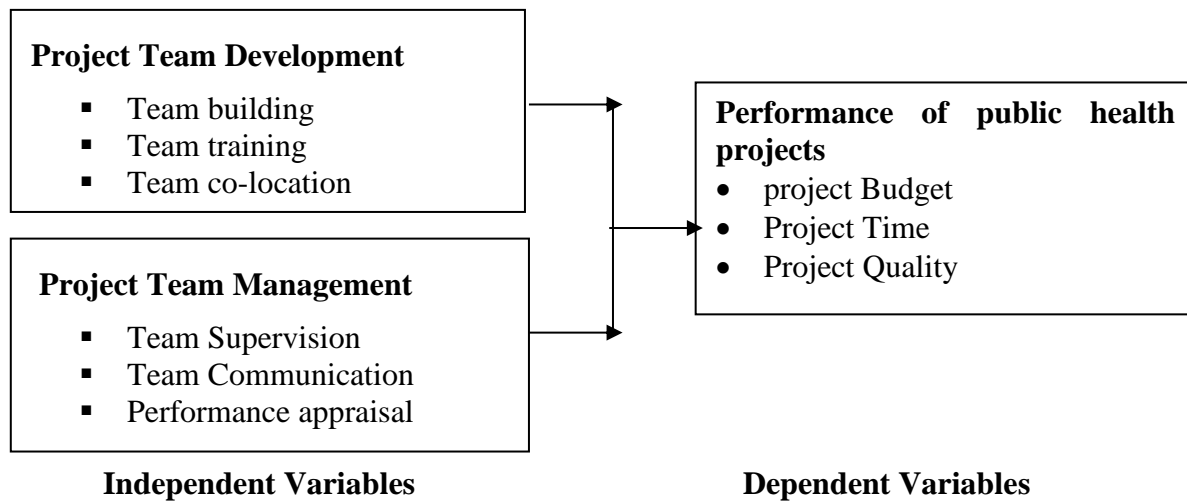 Project Team Development
▪ Team building
▪ Team training
▪ Team co-location
Project Team Management
▪ Team Supervision
▪ Team Communication
▪ Performance appraisal
Independent Variables
Performance of public health
projects
• project Budget
• Project Time
• Project Quality
Dependent Variables